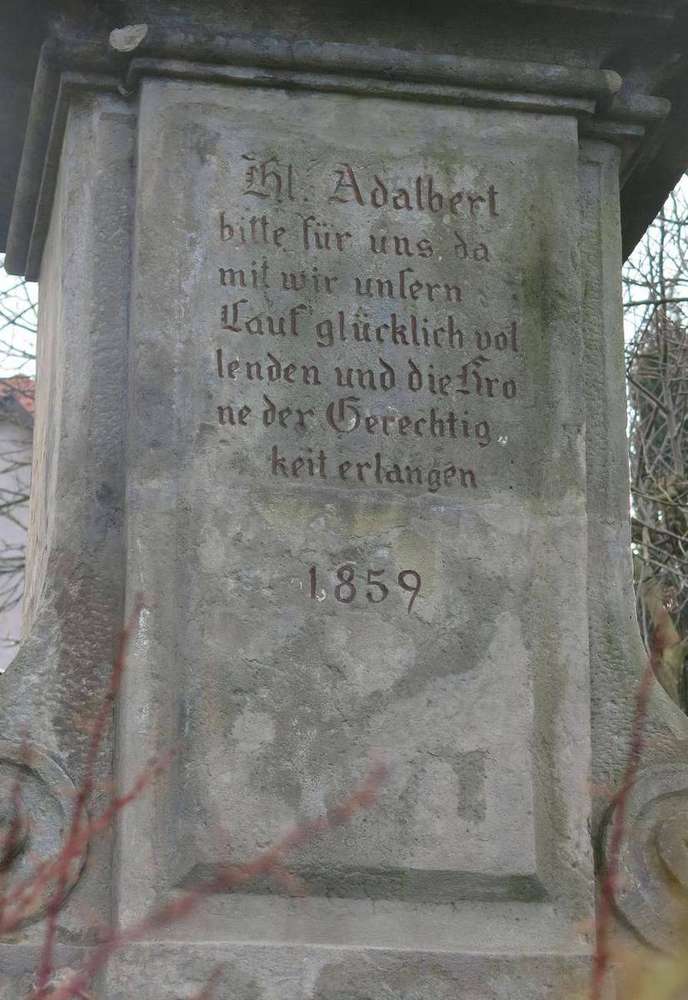 Hl. Adalbert
bitte für uns da
mit wir unsern
Lauf glücklich vol
lenden und die Kro
ne der Gerechtig
keit erlangen
1859